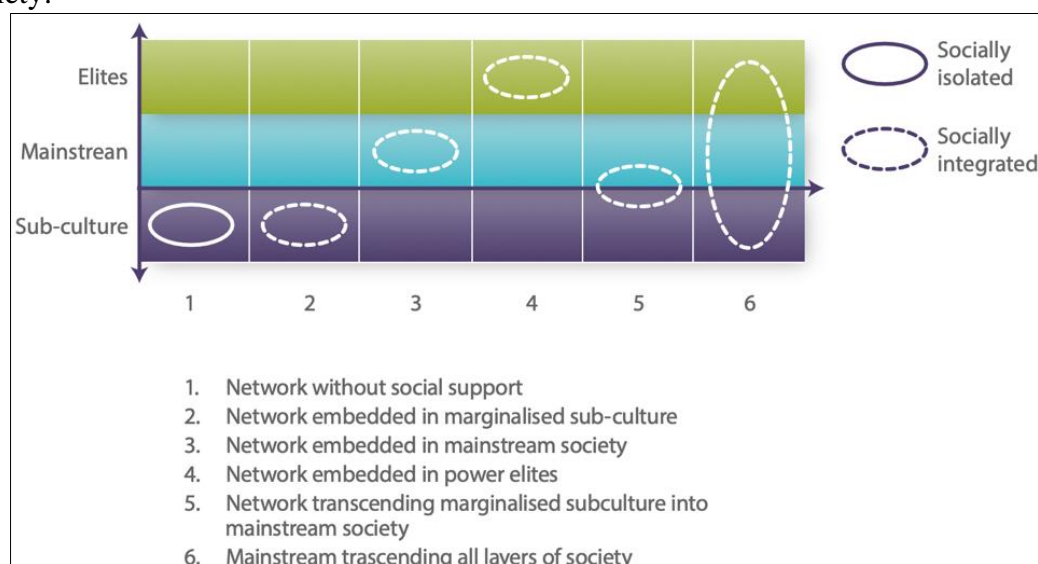 Elites
Mainstrean
Sub-culture
Socially
isolated
Socially
integrated
1 2 3 4 5 6
1. Network without social support
2. Network embedded in marginalised sub-culture
3. Network embedded in mainstream society
4. Network embedded in power elites
5. Network transcending marginalised subculture into
mainstream society
6. Mainstream trascending all layers of society